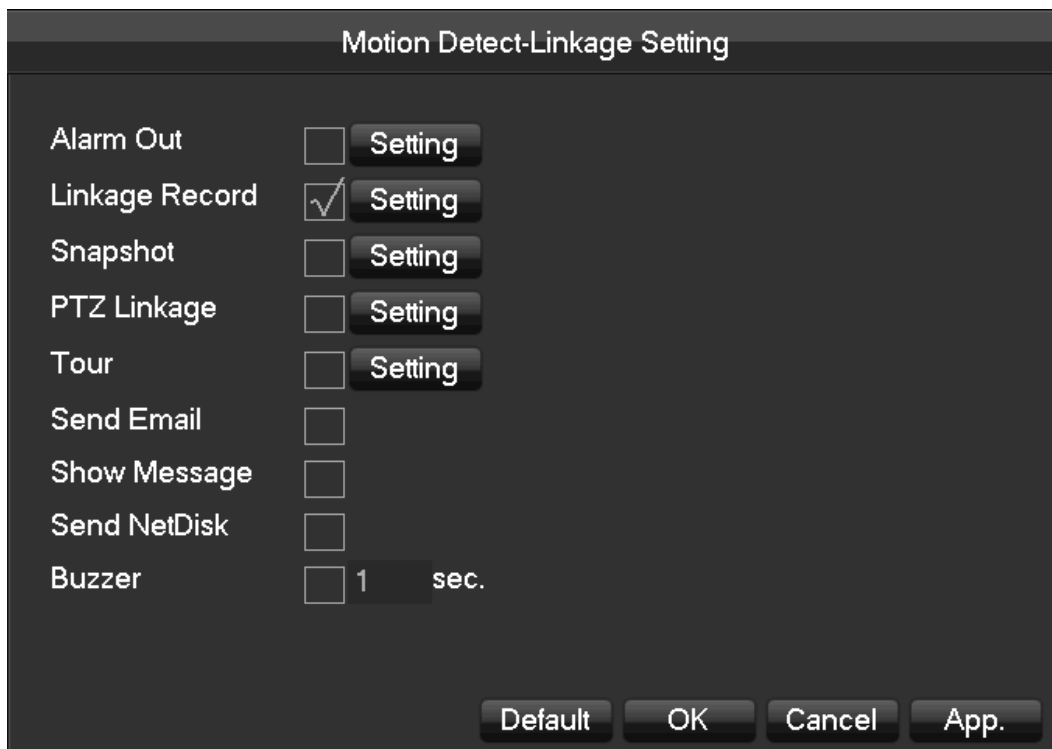 Motion Detect-Linkage Setting
Alarm Out Setting
Linkage Record Setting
Snapshot Setting
PTZ Linkage Setting
Tour Setting
Send Email
Show Message
Send NetDisk
Buzzer 1 sec.
Default OK Cancel App.